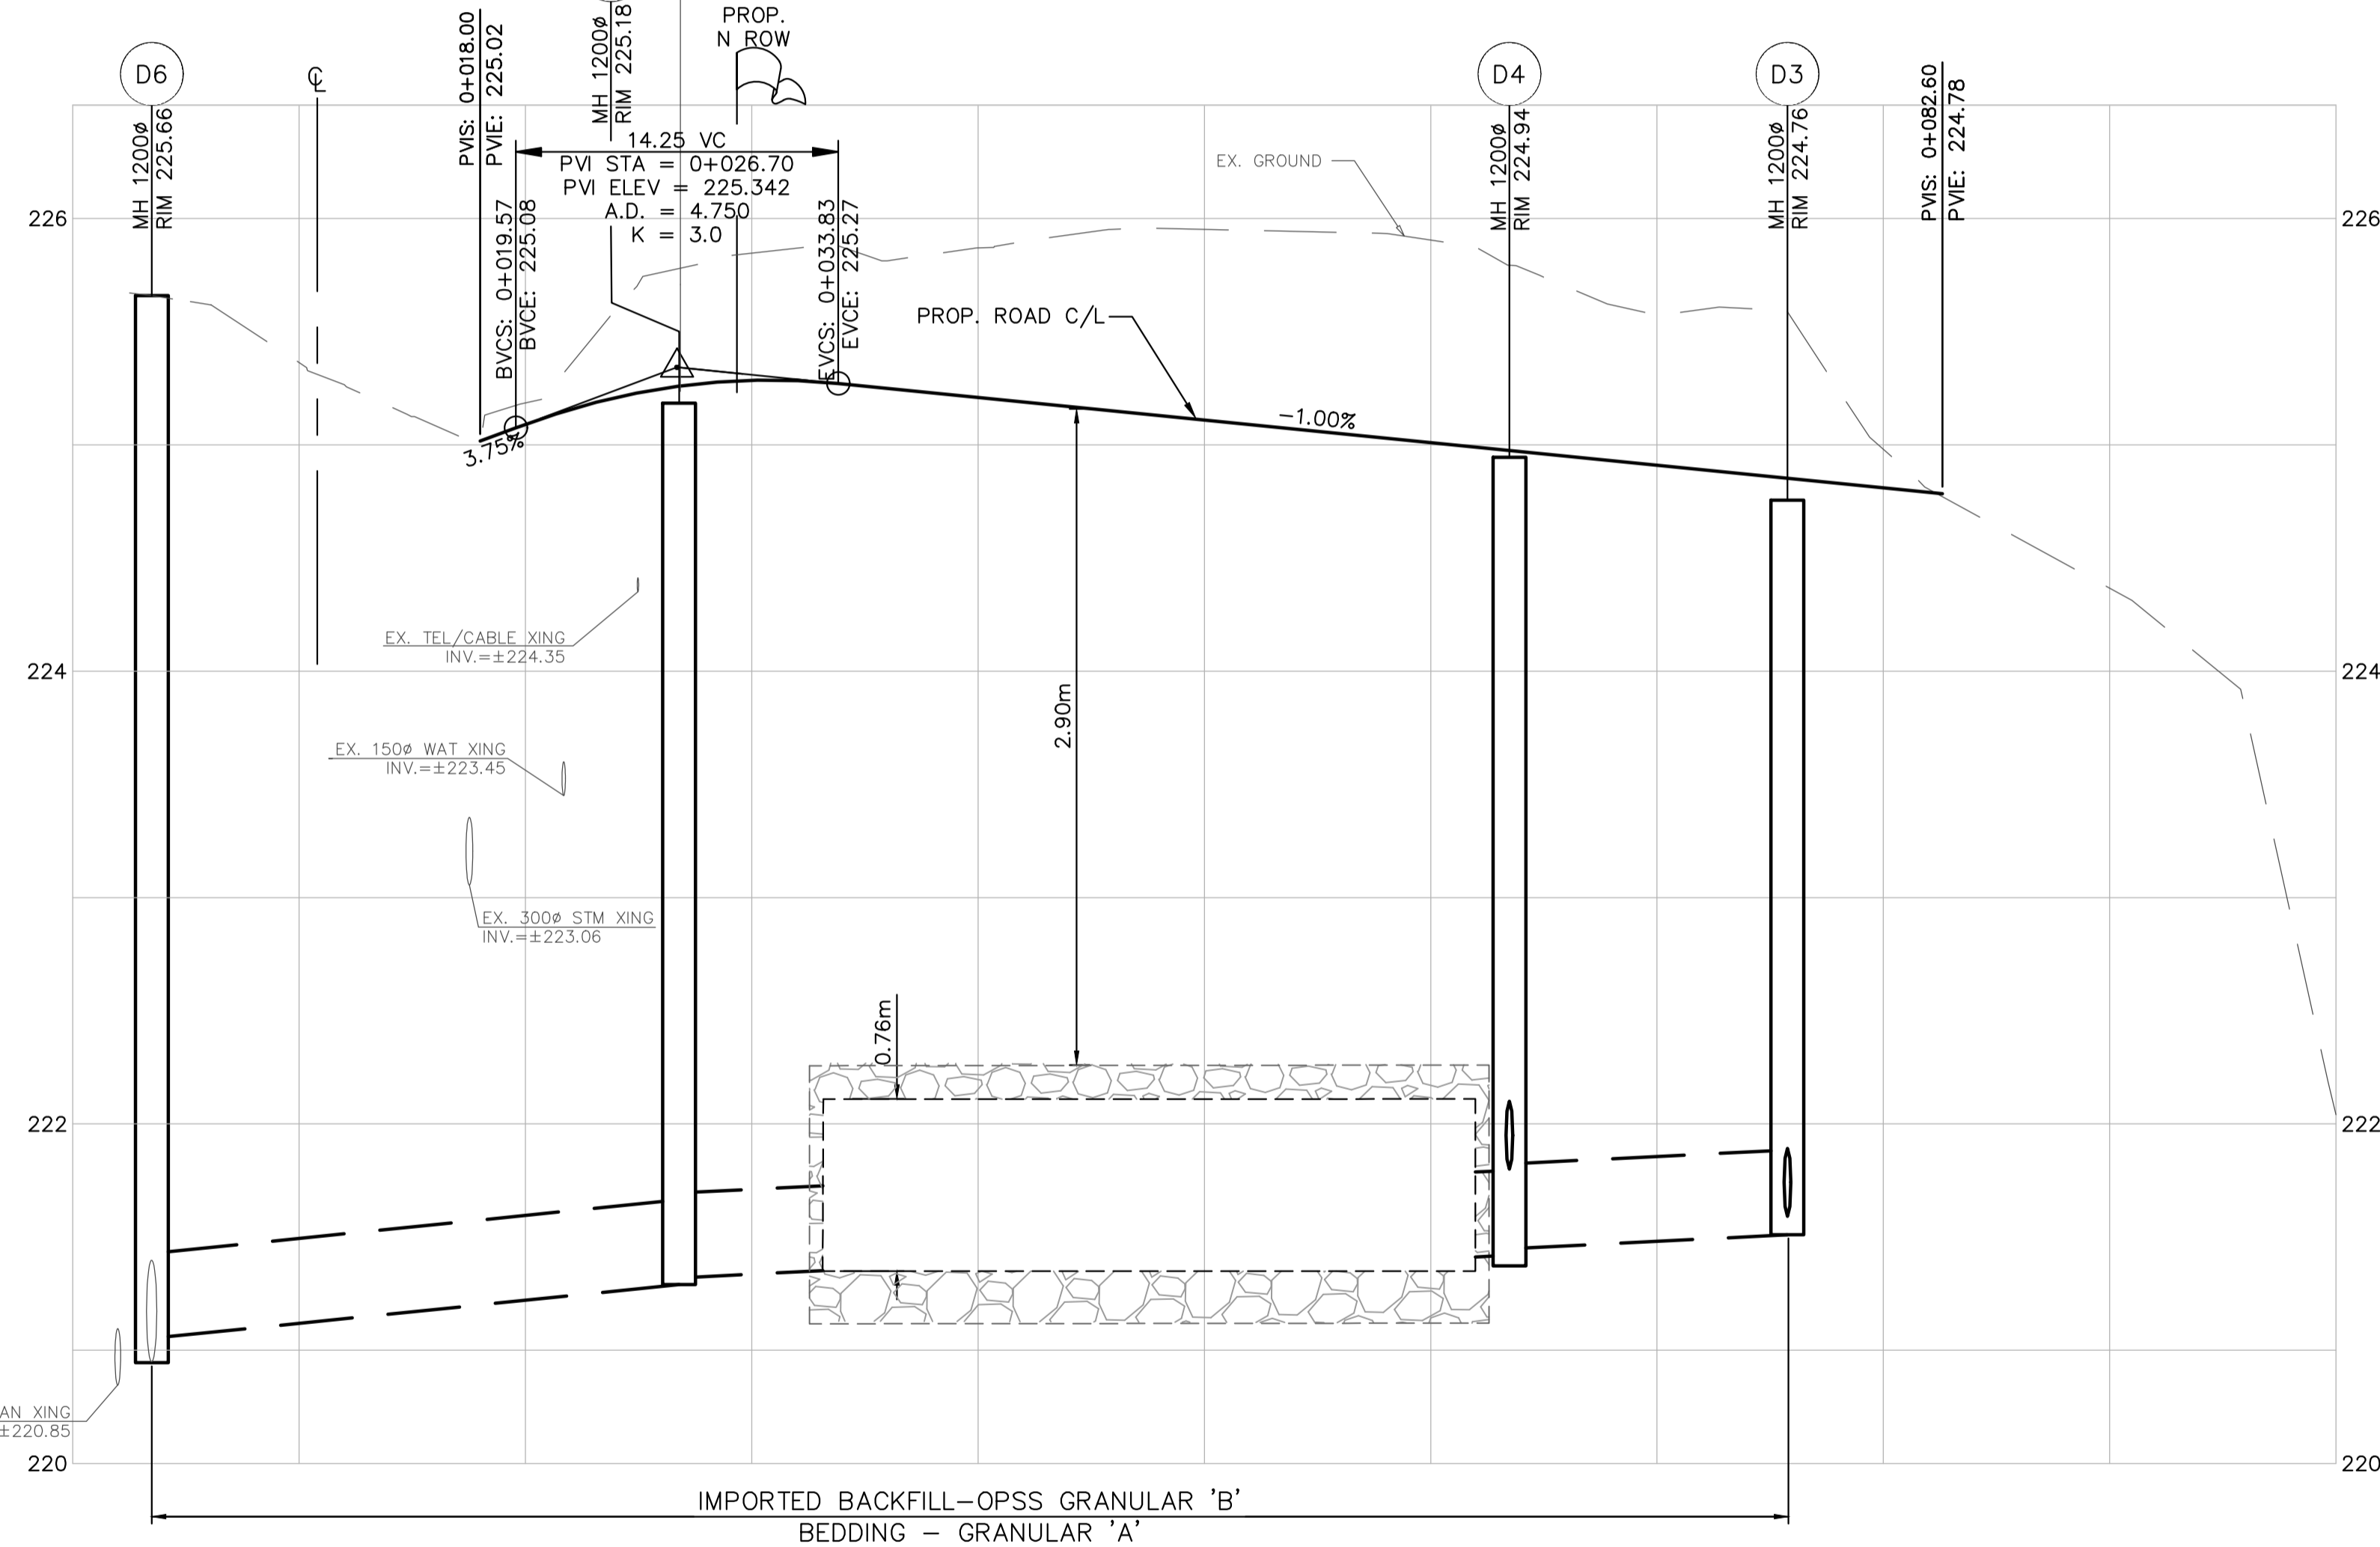 PROP.
N ROW
D6
D4
D3
℄
MH 1200ø
RIM 225.66
PVIS: 0+018.00
PVIE: 225.02
MH 1200ø
RIM 225.18
14.25 VC
PVI STA = 0+026.70
PVI ELEV = 225.342
A.D. = 4.750
K = 3.0
BVCS: 0+019.57
BVCE: 225.08
EVCS: 0+033.83
EVCE: 225.27
EX. GROUND
MH 1200ø
RIM 224.94
MH 1200ø
RIM 224.76
PVIS: 0+082.60
PVIE: 224.78
226
226
PROP. ROAD C/L
3.75%
-1.00%
EX. TEL/CABLE XING
INV.=±224.35
224
224
2.90m
EX. 150ø WAT XING
INV.=±223.45
EX. 300ø STM XING
INV.=±223.06
0.76m
222
222
AN XING
±220.85
220
220
IMPORTED BACKFILL-OPSS GRANULAR 'B'
BEDDING - GRANULAR 'A'